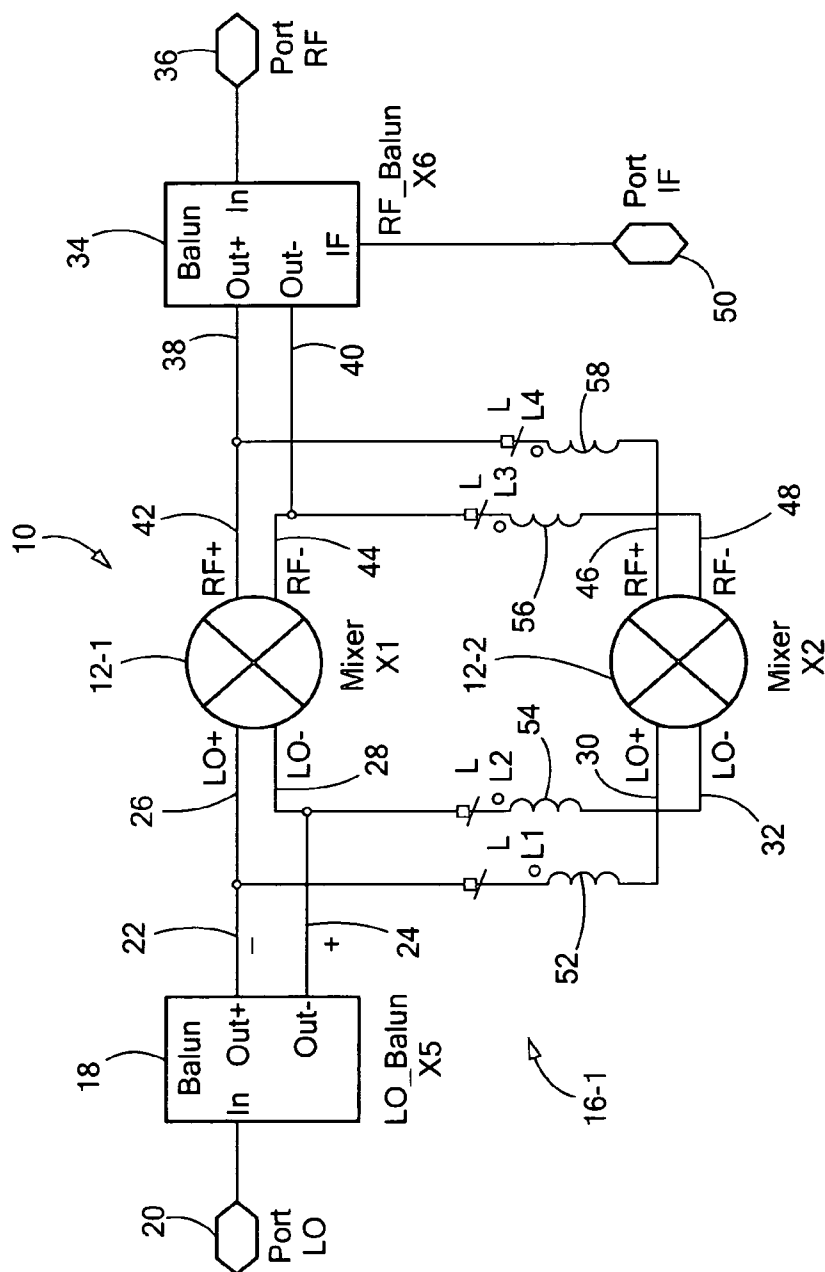 10
20
Port
LO
18
Balun
In
Out+
Out-
LO_Balun
X5
22
−
+
24
26
LO+
LO-
28
12-1
Mixer
X1
42
RF+
RF-
44
38
40
34
Balun
Out+
In
Out-
IF
RF_Balun
X6
36
Port
RF
Port
IF
50
L
L1
52
L
L2
54
L
L3
56
L
L4
58
16-1
30
LO+
LO-
32
12-2
Mixer
X2
46
RF+
RF-
48